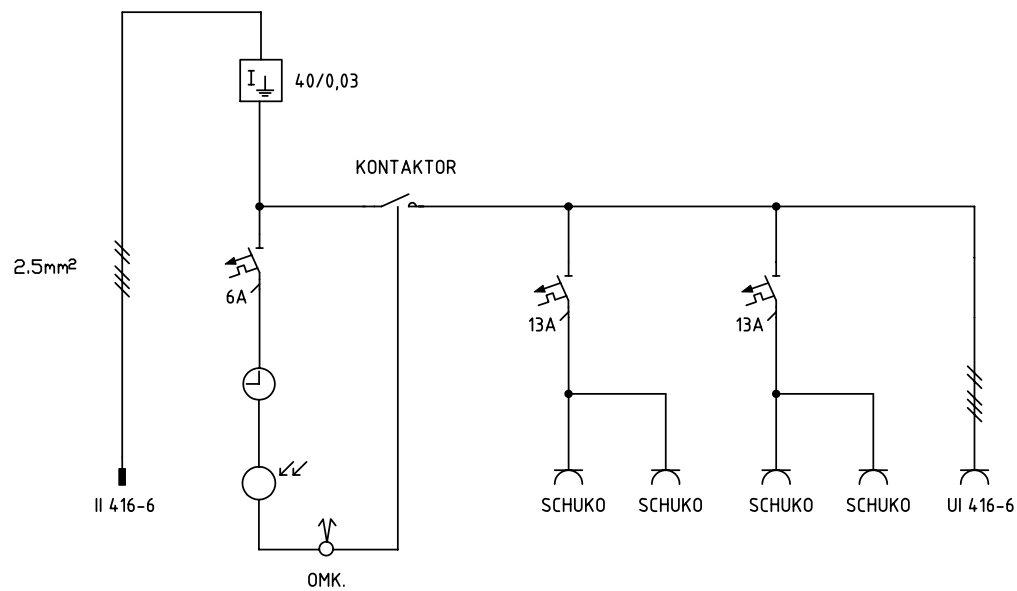 I
40/0,03
KONTAKTOR
2.5mm²
6A
13A
13A
II 416-6
SCHUKO
SCHUKO
SCHUKO
SCHUKO
UI 416-6
OMK.